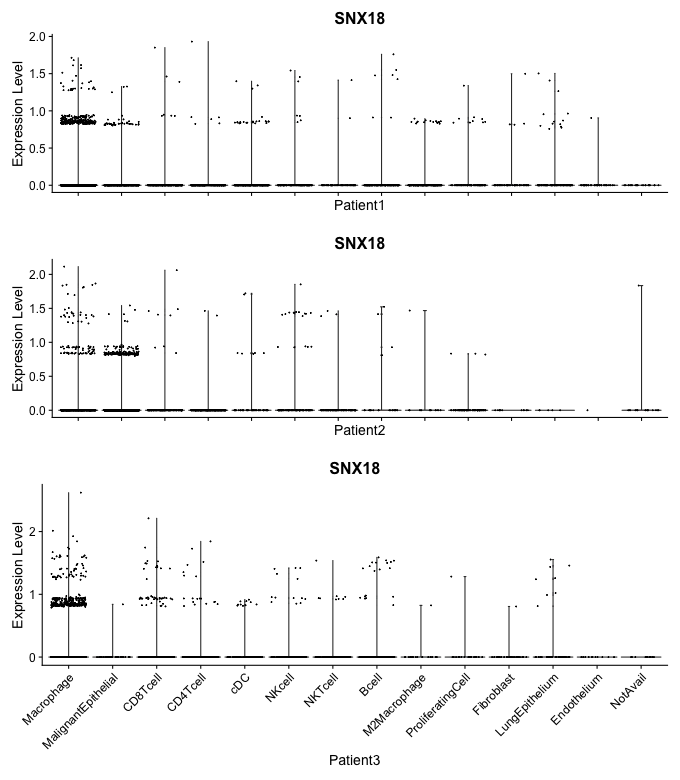 SNX18
Expression Level
2.0
1.5
1.0
0.5
0.0
Patient1
SNX18
Expression Level
2.0
1.5
1.0
0.5
0.0
Patient2
SNX18
Expression Level
2
1
0
Macrophage
MalignantEpithelial
CD8Tcell
CD4Tcell
cDC
NKcell
NKTcell
Bcell
M2Macrophage
ProliferatingCell
Fibroblast
LungEpithelium
Endothelium
NotAvail
Patient3